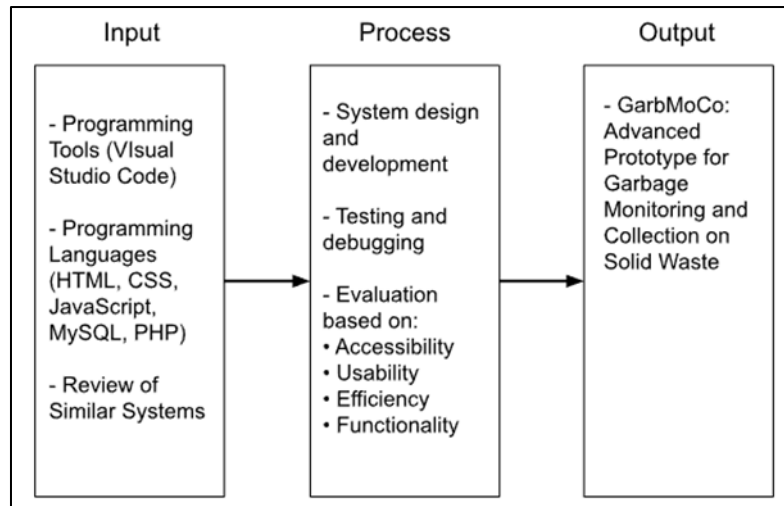 Input
- Programming
Tools (VIsual
Studio Code)
- Programming
Languages
(HTML, CSS,
JavaScript,
MySQL, PHP)
- Review of
Similar Systems
Process
- System design
and
development
- Testing and
debugging
- Evaluation
based on:
• Accessibility
• Usability
• Efficiency
• Functionality
Output
- GarbMoCo:
Advanced
Prototype for
Garbage
Monitoring and
Collection on
Solid Waste